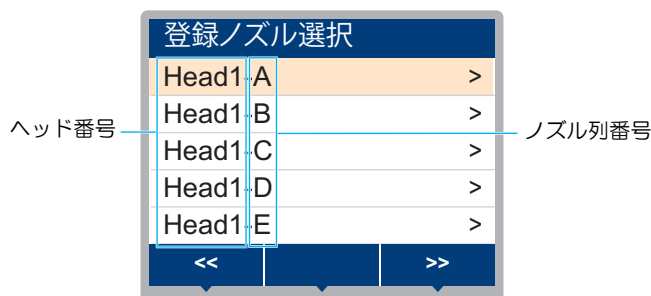 登録ノズル選択
Head1-A >
Head1-B >
Head1-C >
Head1-D >
Head1-E >
<< >>
ヘッド番号
ノズル列番号